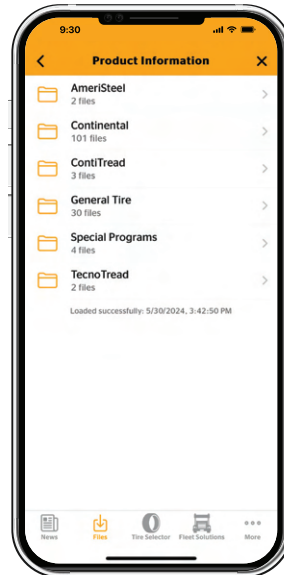 9:30
Product Information
AmeriSteel
2 files
Continental
101 files
ContiTread
3 files
General Tire
30 files
Special Programs
4 files
TecnoTread
2 files
Loaded successfully: 5/30/2024, 3:42:50 PM
News Files Tire Selector Fleet Solutions More